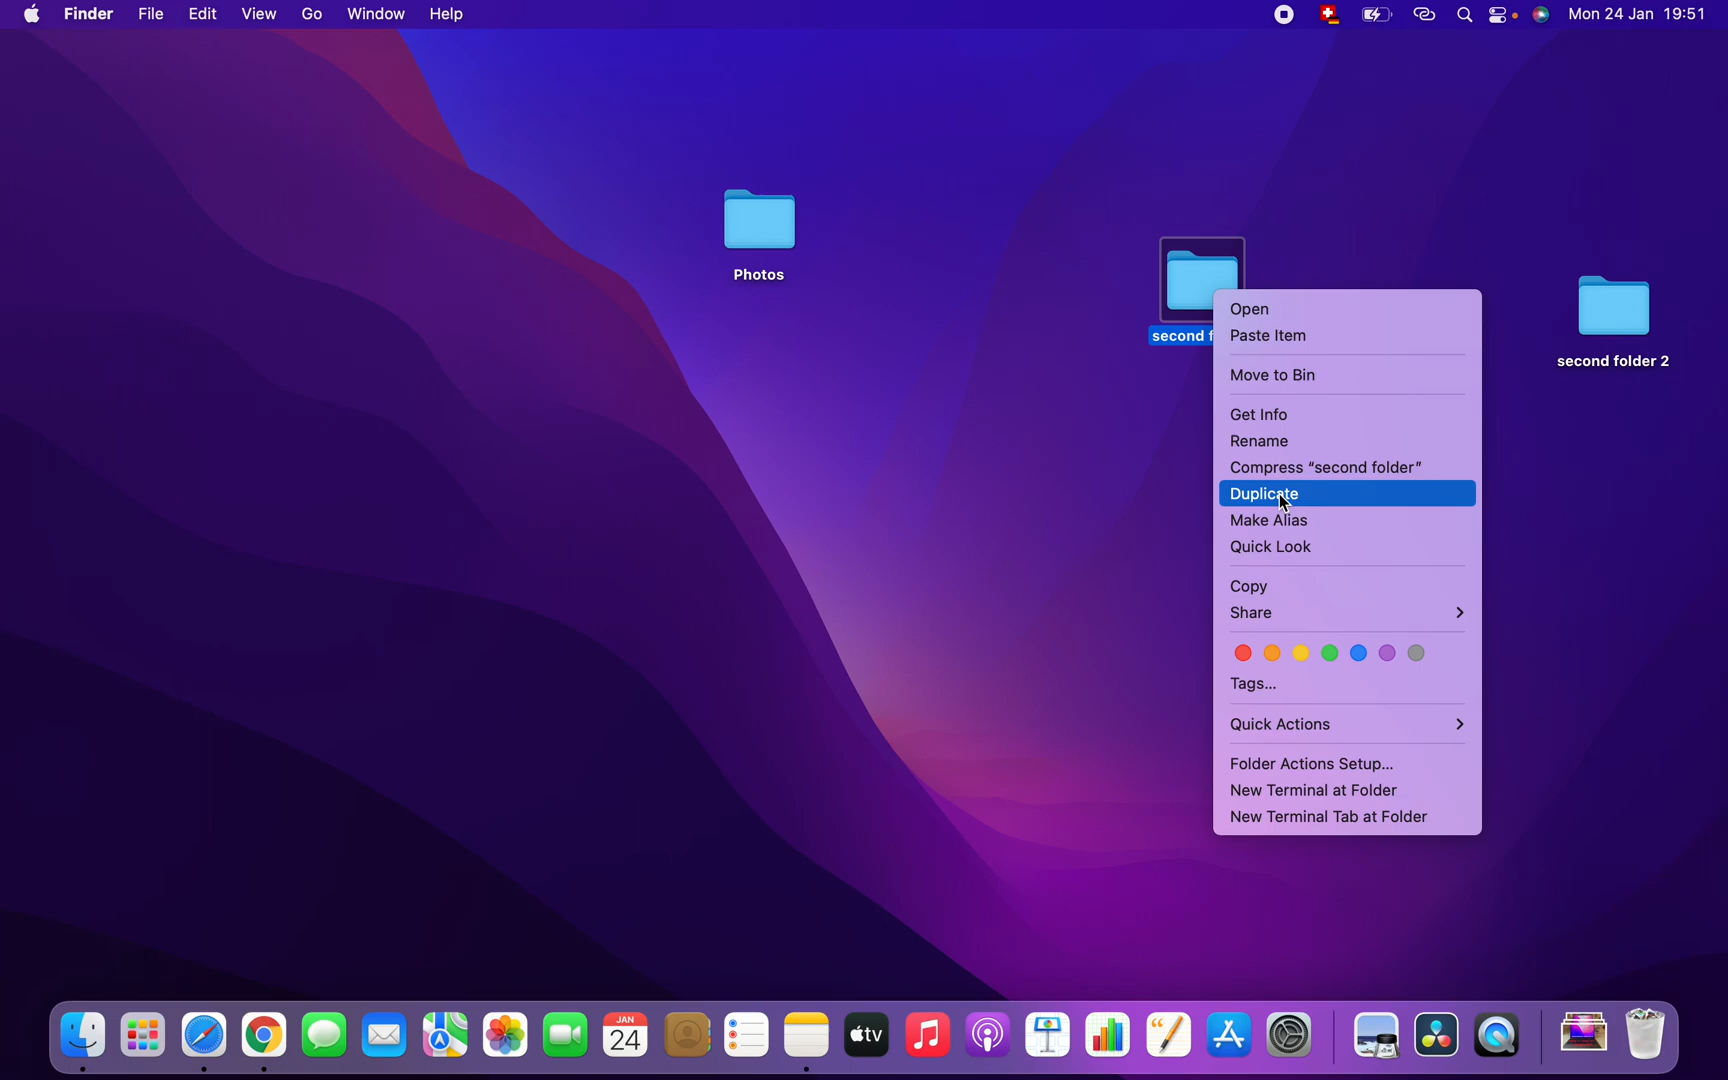 Finder File Edit View Go Window Help Mon 24 Jan 19:51
Photos
second f
second folder 2
Open
Paste Item
Move to Bin
Get Info
Rename
Compress “second folder”
Duplicate
Make Alias
Quick Look
Copy
Share
Tags...
Quick Actions
Folder Actions Setup...
New Terminal at Folder
New Terminal Tab at Folder
JAN
24
tv